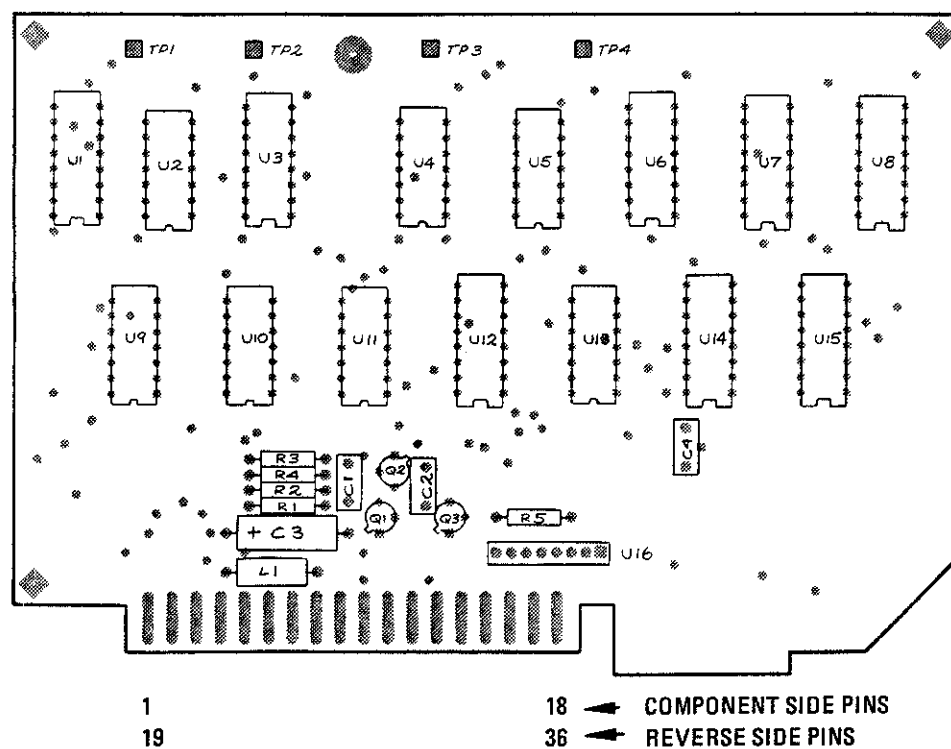 TP1 TP2 TP3 TP4
U1 U2 U3 U4 U5 U6 U7 U8
U9 U10 U11 U12 U13 U14 U15
C4
R3
R4
R2
R1
C1
Q2
C2
+ C3
Q1
Q3
R5
L1
U16
1 18 COMPONENT SIDE PINS
19 36 REVERSE SIDE PINS